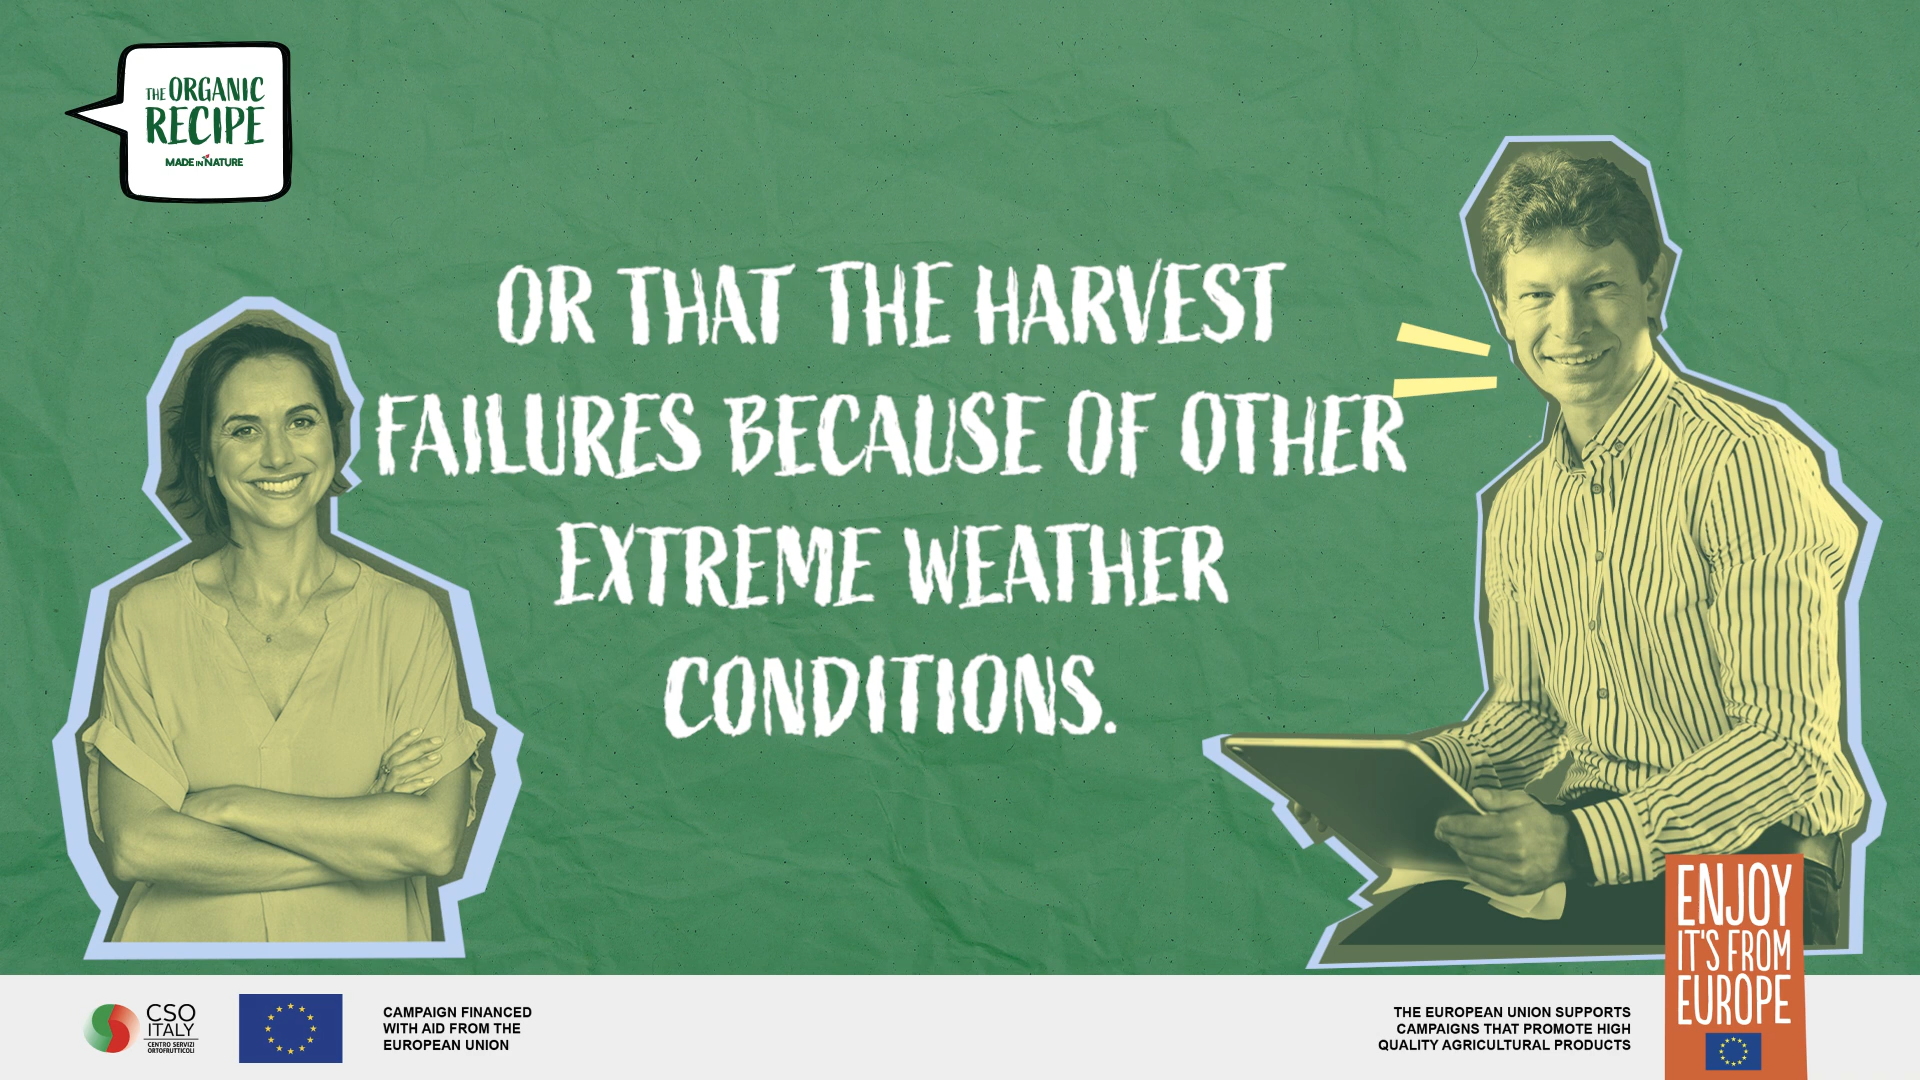 THE ORGANIC
RECIPE
MADE IN NATURE
OR THAT THE HARVEST
FAILURES BECAUSE OF OTHER
EXTREME WEATHER
CONDITIONS.
CSO
ITALY
CENTRO SERVIZI
ORTOFRUTTICOLI
CAMPAIGN FINANCED
WITH AID FROM THE
EUROPEAN UNION
THE EUROPEAN UNION SUPPORTS
CAMPAIGNS THAT PROMOTE HIGH
QUALITY AGRICULTURAL PRODUCTS
ENJOY
IT'S FROM
EUROPE